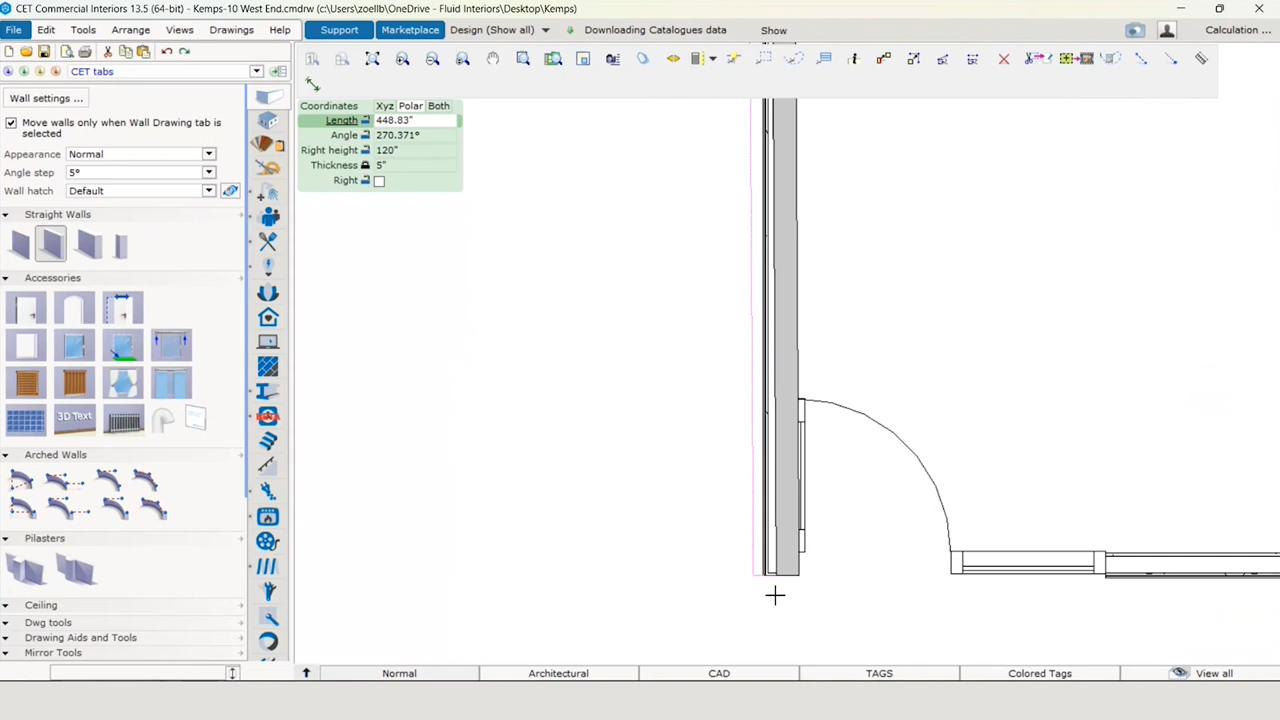 CET Commercial Interiors 13.5 (64-bit) - Kemps-10 West End.cmdrw (c:\Users\zoellb\OneDrive - Fluid Interiors\Desktop\Kemps)
File Edit Tools Arrange Views Drawings Help Support Marketplace Design (Show all) Downloading Catalogues data Show Calculation ...
CET tabs
Wall settings ...
Move walls only when Wall Drawing tab is
selected
Appearance Normal
Angle step 5°
Wall hatch Default
Straight Walls
Accessories
3D Text
Arched Walls
Pilasters
Ceiling
Dwg tools
Drawing Aids and Tools
Mirror Tools
Coordinates Xyz Polar Both
Length 448.83"
Angle 270.371°
Right height 120"
Thickness 5"
Right
Normal Architectural CAD TAGS Colored Tags View all